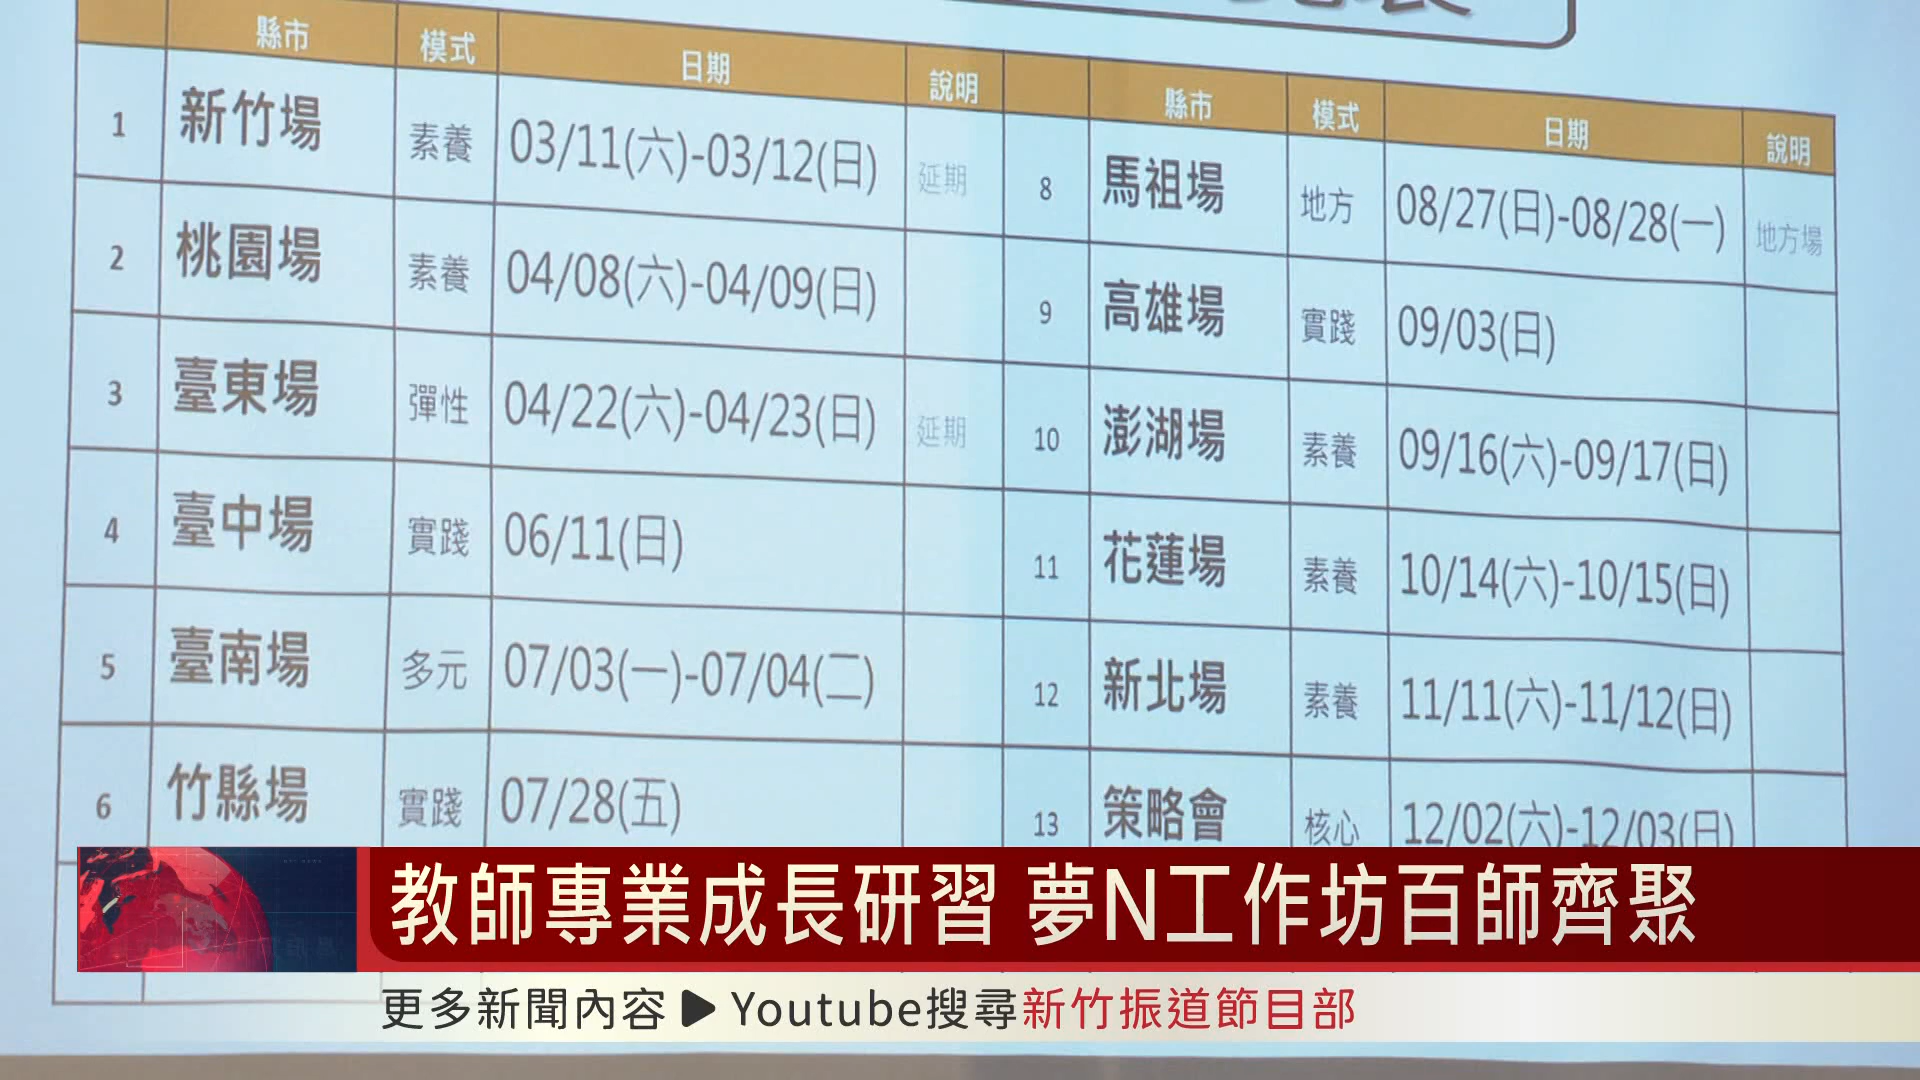 縣市 模式 日期 說明
1 新竹場 素養 03/11(六)-03/12(日) 延期
2 桃園場 素養 04/08(六)-04/09(日)
3 臺東場 彈性 04/22(六)-04/23(日) 延期
4 臺中場 實踐 06/11(日)
5 臺南場 多元 07/03(一)-07/04(二)
6 竹縣場 實踐 07/28(五)
縣市 模式 日期 說明
8 馬祖場 地方 08/27(日)-08/28(一) 地方場
9 高雄場 實踐 09/03(日)
10 澎湖場 素養 09/16(六)-09/17(日)
11 花蓮場 素養 10/14(六)-10/15(日)
12 新北場 素養 11/11(六)-11/12(日)
13 策略會 核心 12/02(六)-12/03(日)
教師專業成長研習 夢N工作坊百師齊聚
更多新聞內容▶Youtube搜尋新竹振道節目部